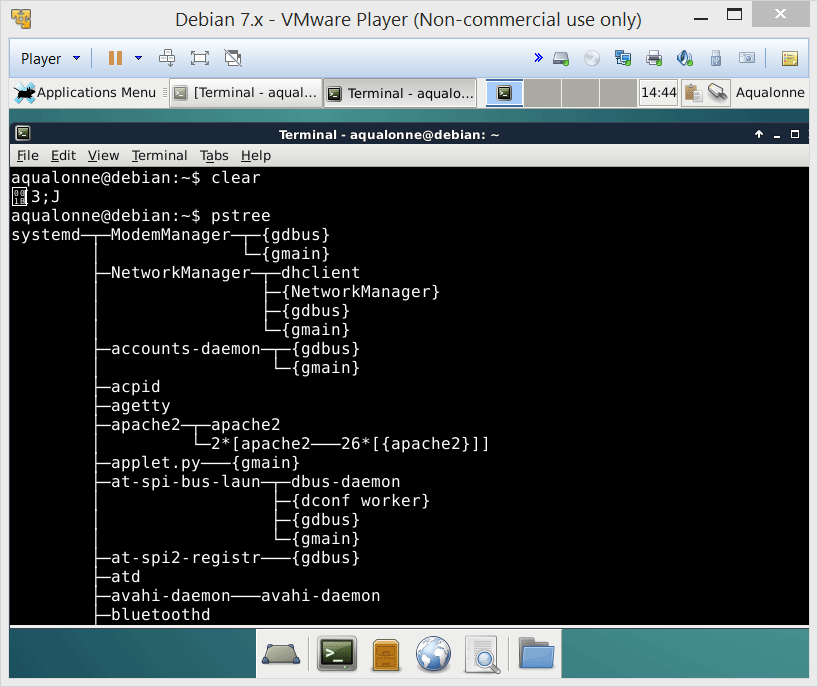 Debian 7.x - VMware Player (Non-commercial use only)
Player
Applications Menu [Terminal - aqual... Terminal - aqualo... 14:44 Aqualonne
Terminal - aqualonne@debian: ~
File Edit View Terminal Tabs Help
aqualonne@debian:~$ clear
3;J
aqualonne@debian:~$ pstree
systemd─┬─ModemManager─┬─{gdbus}
        │              └─{gmain}
        ├─NetworkManager─┬─dhclient
        │                ├─{NetworkManager}
        │                ├─{gdbus}
        │                └─{gmain}
        ├─accounts-daemon─┬─{gdbus}
        │                 └─{gmain}
        ├─acpid
        ├─agetty
        ├─apache2─┬─apache2
        │         └─2*[apache2───26*[{apache2}]]
        ├─applet.py───{gmain}
        ├─at-spi-bus-laun─┬─dbus-daemon
        │                 ├─{dconf worker}
        │                 ├─{gdbus}
        │                 └─{gmain}
        ├─at-spi2-registr───{gdbus}
        ├─atd
        ├─avahi-daemon───avahi-daemon
        ├─bluetoothd